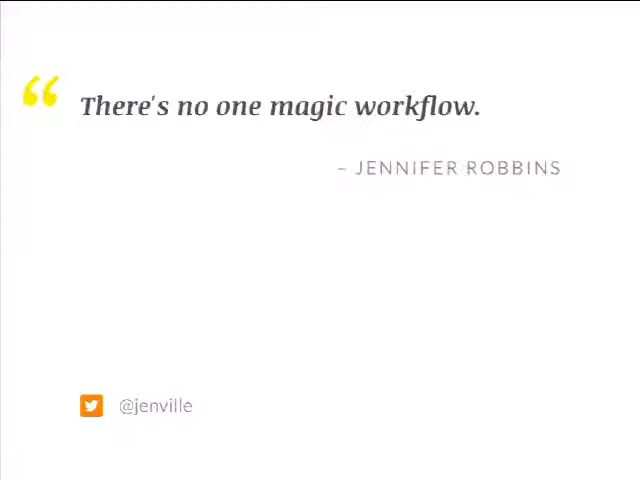 “ There's no one magic workflow.
– JENNIFER ROBBINS
@jenville